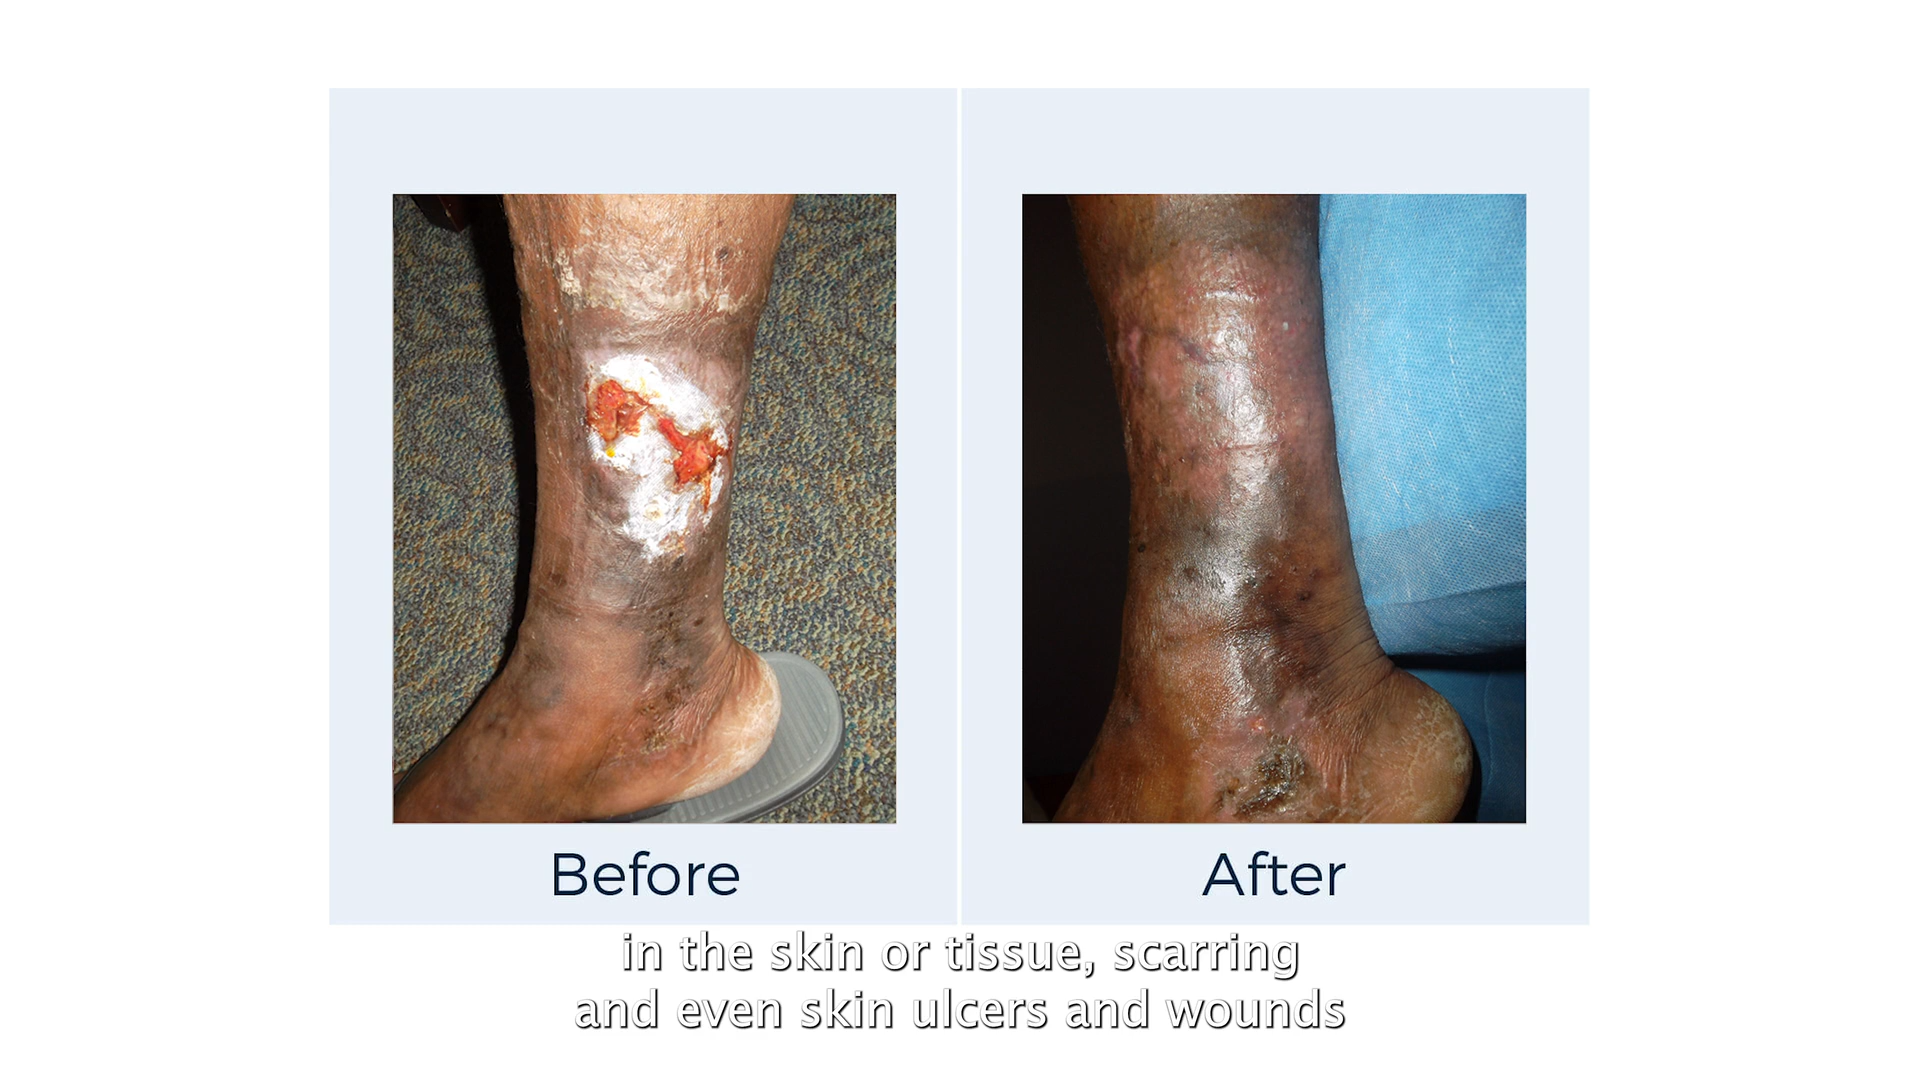 Before
After
in the skin or tissue, scarring
and even skin ulcers and wounds